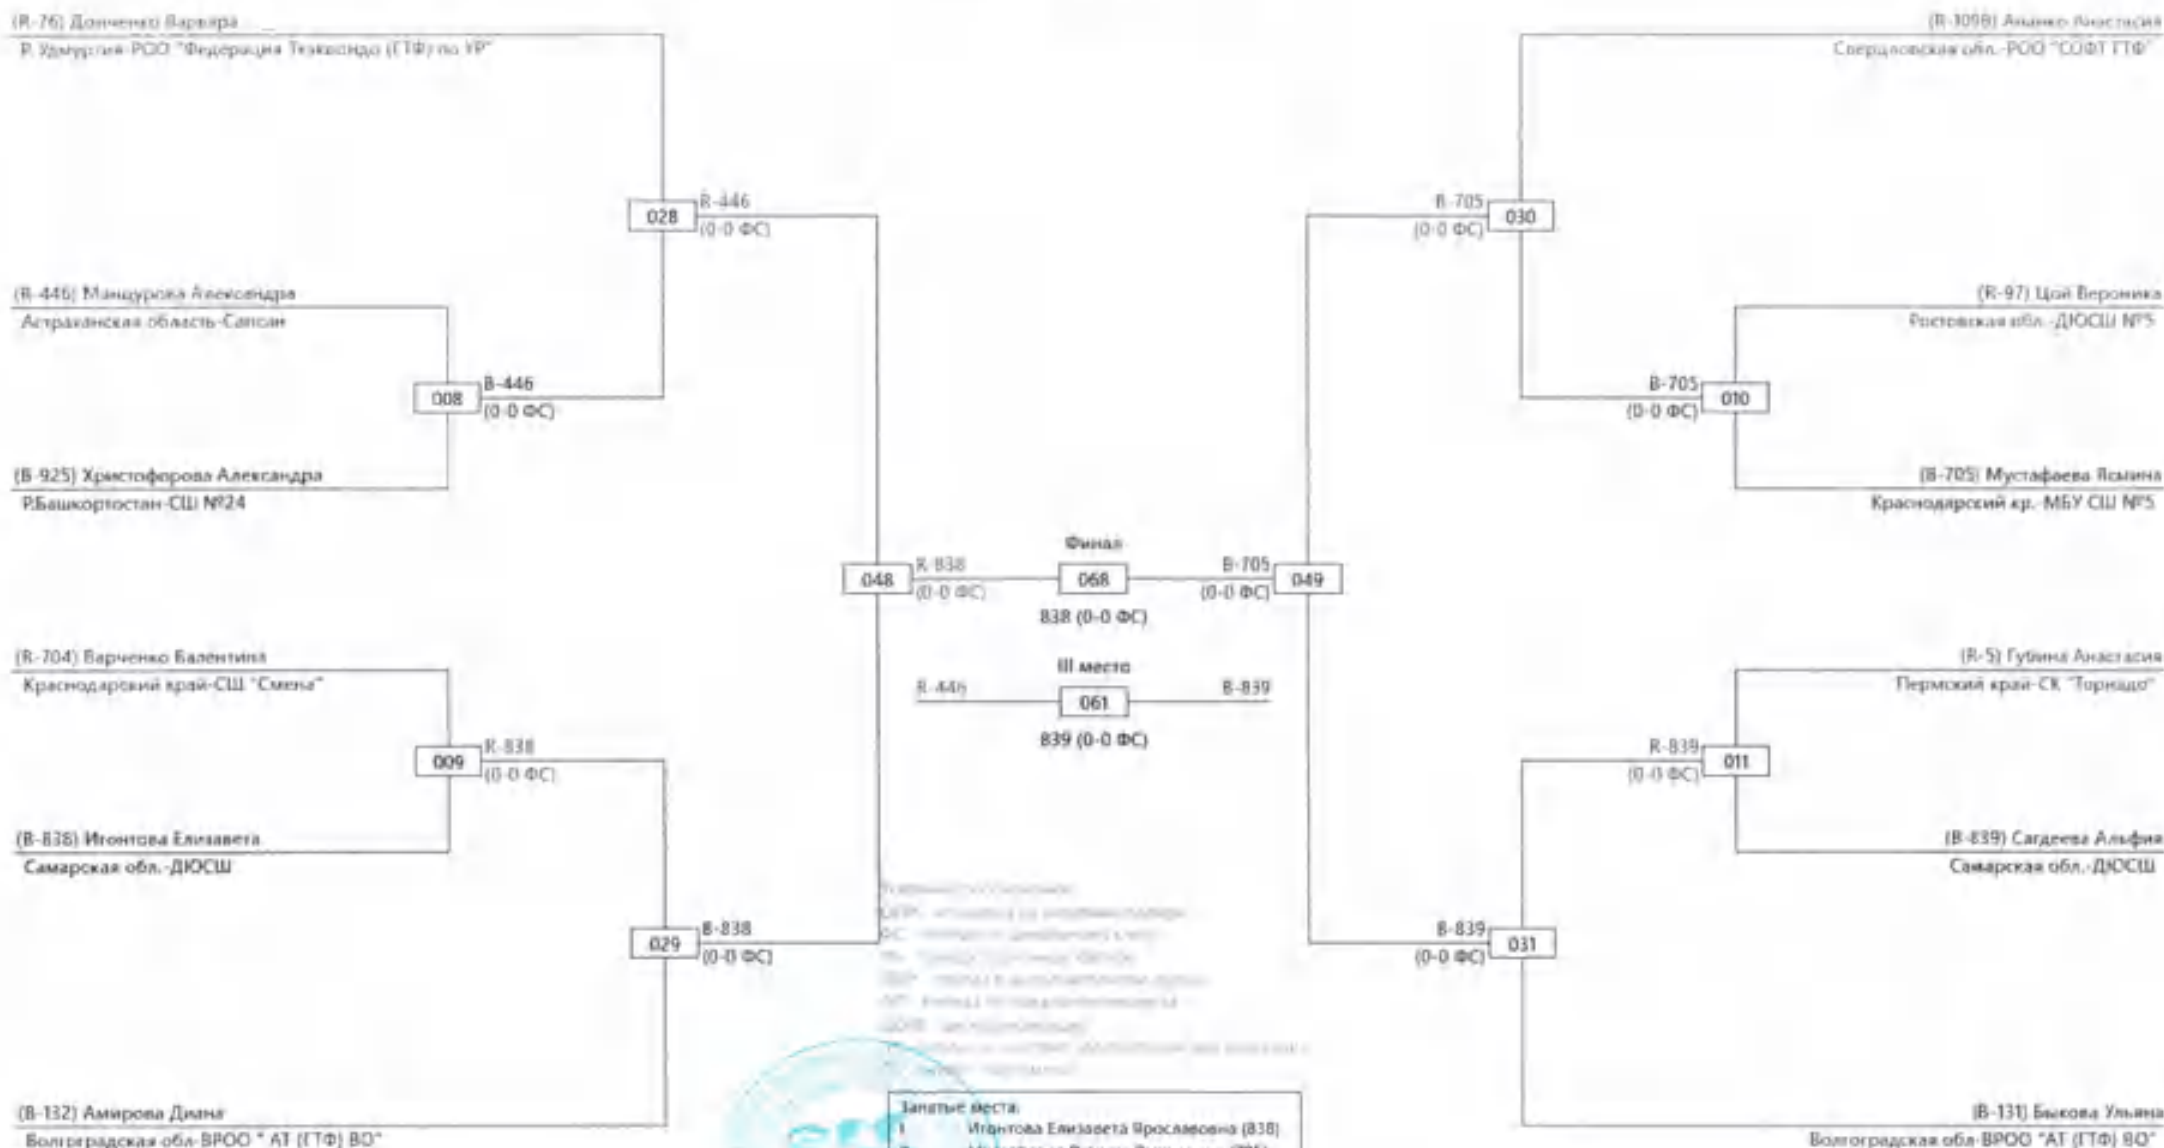 (R-76) Донченко Варвара
Р. Удмуртия-РОО "Федерация Тхэквондо (ГТФ) по УР"
(R-446) Манцурова Александра
Астраханская область-Сапсан
(B-925) Христофорова Александра
Р.Башкортостан-СШ №24
(R-704) Варченко Валентина
Краснодарский край-СШ "Смена"
(B-838) Игонтова Елизавета
Самарская обл.-ДЮСШ
(B-132) Амирова Диана
Волгоградская обл-ВРОО " АТ (ГТФ) ВО"
008
B-446
(0-0 ФС)
009
R-838
(0-0 ФС)
028
R-446
(0-0 ФС)
029
B-838
(0-0 ФС)
048
R-838
(0-0 ФС)
Финал
068
838 (0-0 ФС)
III место
R-446
061
B-839
839 (0-0 ФС)
B-705
(0-0 ФС)
049
B-705
(0-0 ФС)
030
B-839
(0-0 ФС)
031
B-705
(0-0 ФС)
010
R-839
(0-0 ФС)
011
(R-109B) Анастасия
Свердловская обл.-РОО "СОФТ ГТФ"
(R-97) Цой Вероника
Ростовская обл.-ДЮСШ №5
(B-705) Мустафаева Ясмина
Краснодарский кр.-МБУ СШ №5
(R-5) Губина Анастасия
Пермский край-СК "Торнадо"
(B-839) Сагдеева Альфия
Самарская обл.-ДЮСШ
(B-131) Быкова Ульяна
Волгоградская обл-ВРОО "АТ (ГТФ) ВО"
Занятые места:
I Игонтова Елизавета Ярославовна (838)